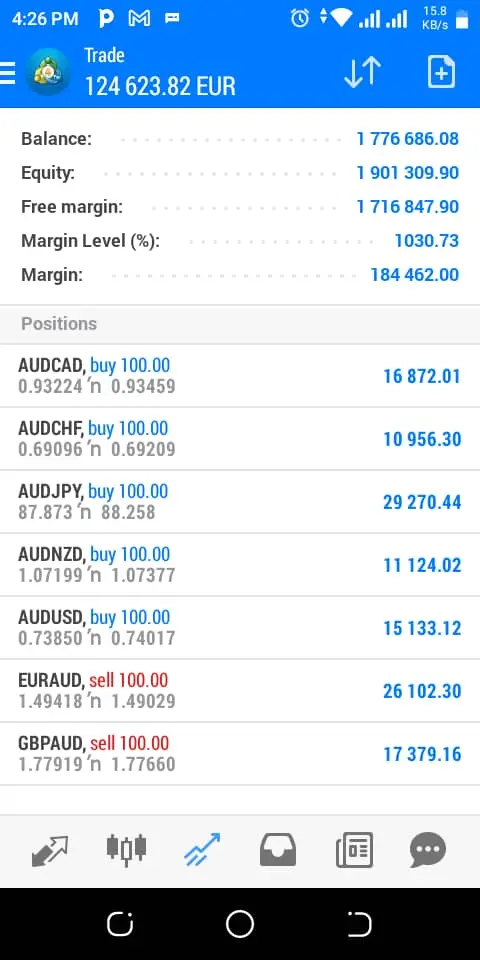 4:26 PM
15.8
KB/s
Trade
124 623.82 EUR
Balance: 1 776 686.08
Equity: 1 901 309.90
Free margin: 1 716 847.90
Margin Level (%): 1030.73
Margin: 184 462.00
Positions
AUDCAD, buy 100.00
0.93224 ’n 0.93459
16 872.01
AUDCHF, buy 100.00
0.69096 ’n 0.69209
10 956.30
AUDJPY, buy 100.00
87.873 ’n 88.258
29 270.44
AUDNZD, buy 100.00
1.07199 ’n 1.07377
11 124.02
AUDUSD, buy 100.00
0.73850 ’n 0.74017
15 133.12
EURAUD, sell 100.00
1.49418 ’n 1.49029
26 102.30
GBPAUD, sell 100.00
1.77919 ’n 1.77660
17 379.16